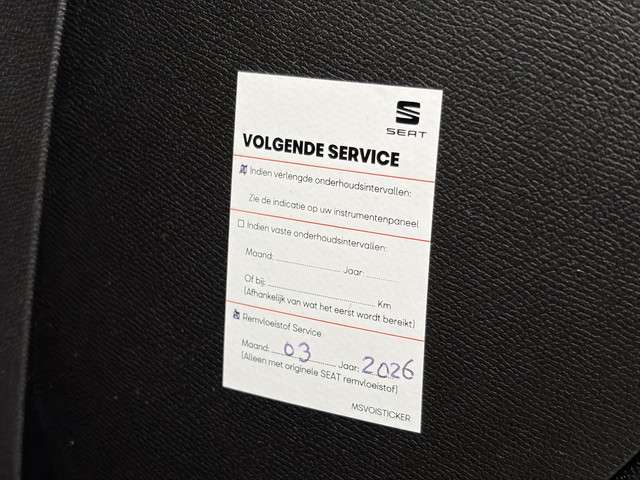 SEAT
VOLGENDE SERVICE
Indien verlengde onderhoudsintervallen:
Zie de indicatie op uw instrumentenpaneel
Indien vaste onderhoudsintervallen:
Maand: Jaar
Of bij: Km
(Afhankelijk van wat het eerst wordt bereikt)
Remvloeistof Service
Maand: 03 Jaar: 2026
(Alleen met originele SEAT remvloeistof)
MSVO1STICKER